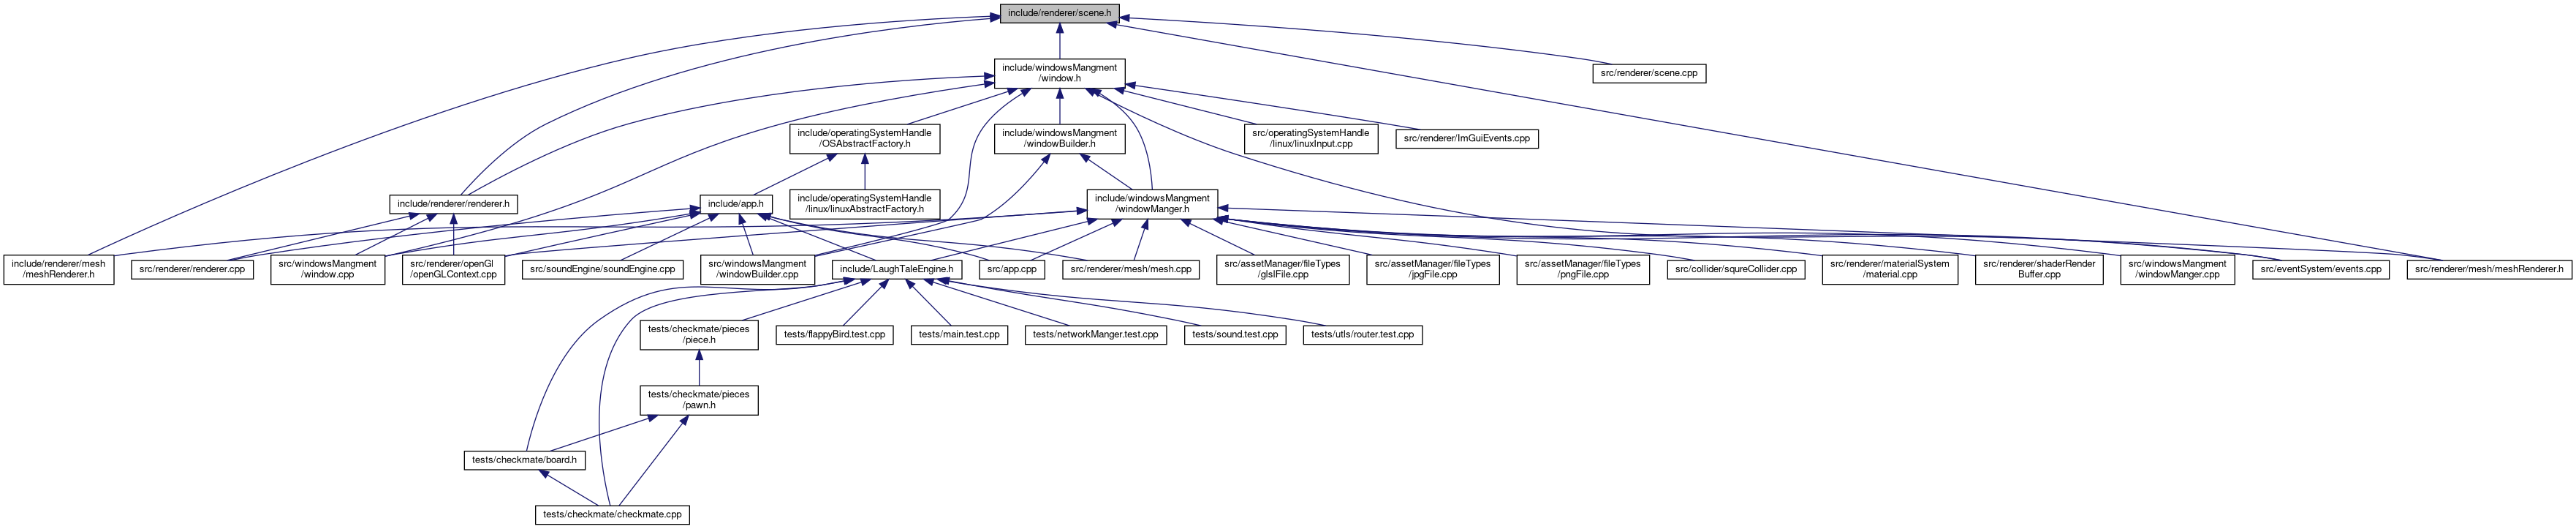 include/renderer/scene.h
include/windowsMangment
/window.h
src/renderer/scene.cpp
include/operatingSystemHandle
/OSAbstractFactory.h
include/windowsMangment
/windowBuilder.h
src/operatingSystemHandle
/linux/linuxInput.cpp
src/renderer/ImGuiEvents.cpp
include/renderer/renderer.h
include/app.h
include/operatingSystemHandle
/linux/linuxAbstractFactory.h
include/windowsMangment
/windowManger.h
include/renderer/mesh
/meshRenderer.h
src/renderer/renderer.cpp
src/windowsMangment
/window.cpp
src/renderer/openGl
/openGLContext.cpp
src/soundEngine/soundEngine.cpp
src/windowsMangment
/windowBuilder.cpp
include/LaughTaleEngine.h
src/app.cpp
src/renderer/mesh/mesh.cpp
src/assetManager/fileTypes
/glslFile.cpp
src/assetManager/fileTypes
/jpgFile.cpp
src/assetManager/fileTypes
/pngFile.cpp
src/collider/squreCollider.cpp
src/renderer/materialSystem
/material.cpp
src/renderer/shaderRender
Buffer.cpp
src/windowsMangment
/windowManger.cpp
src/eventSystem/events.cpp
src/renderer/mesh/meshRenderer.h
tests/checkmate/pieces
/piece.h
tests/flappyBird.test.cpp
tests/main.test.cpp
tests/networkManger.test.cpp
tests/sound.test.cpp
tests/utls/router.test.cpp
tests/checkmate/pieces
/pawn.h
tests/checkmate/board.h
tests/checkmate/checkmate.cpp